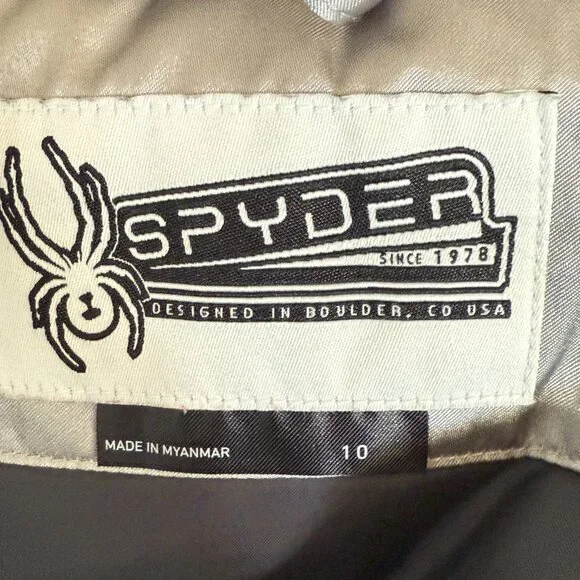 SPYDER
SINCE 1978
DESIGNED IN BOULDER, CO USA
MADE IN MYANMAR 10